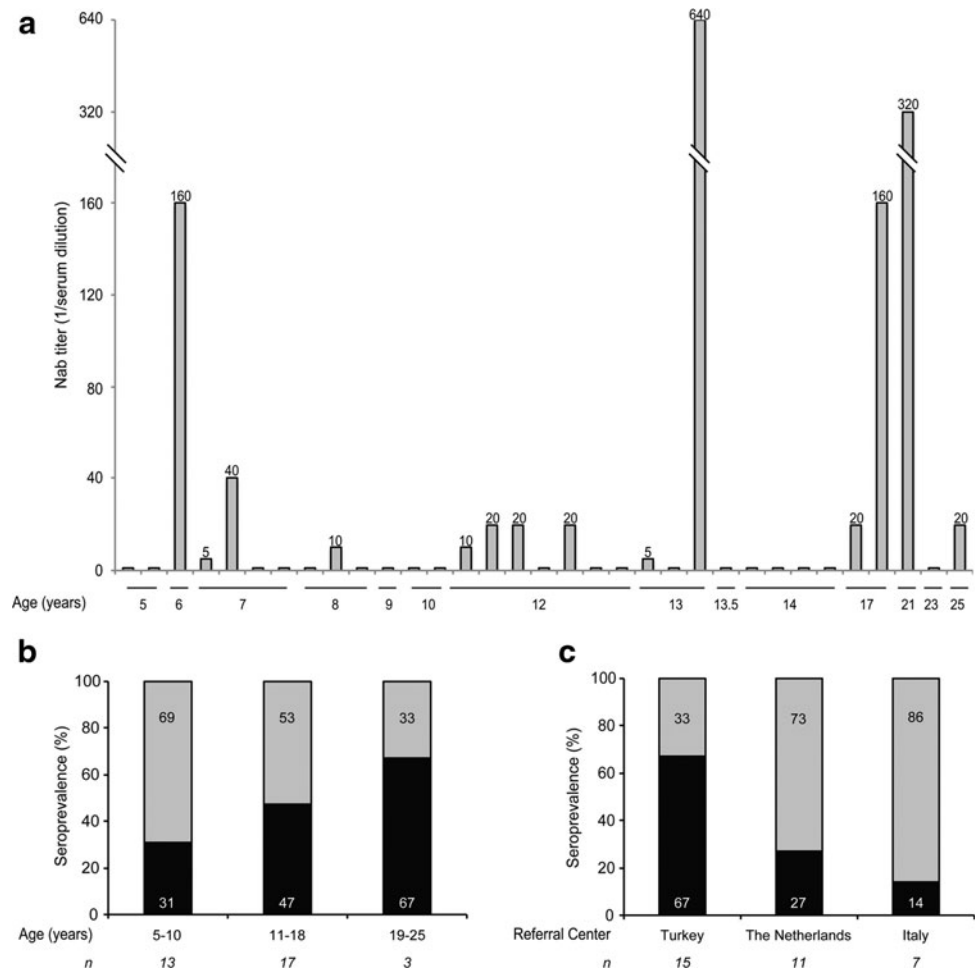 a
640
640
320
320
160
160
160
Nab titer (1/serum dilution)
120
80
40
40
20
20
20
20
20
10
10
5
5
0
Age (years) 5 6 7 8 9 10 12 13 13.5 14 17 21 23 25
b
Seroprevalence (%)
100
80
60
40
20
0
69 53 33
31 47 67
Age (years) 5-10 11-18 19-25
n 13 17 3
c
Seroprevalence (%)
100
80
60
40
20
0
33 73 86
67 27 14
Referral Center Turkey The Netherlands Italy
n 15 11 7